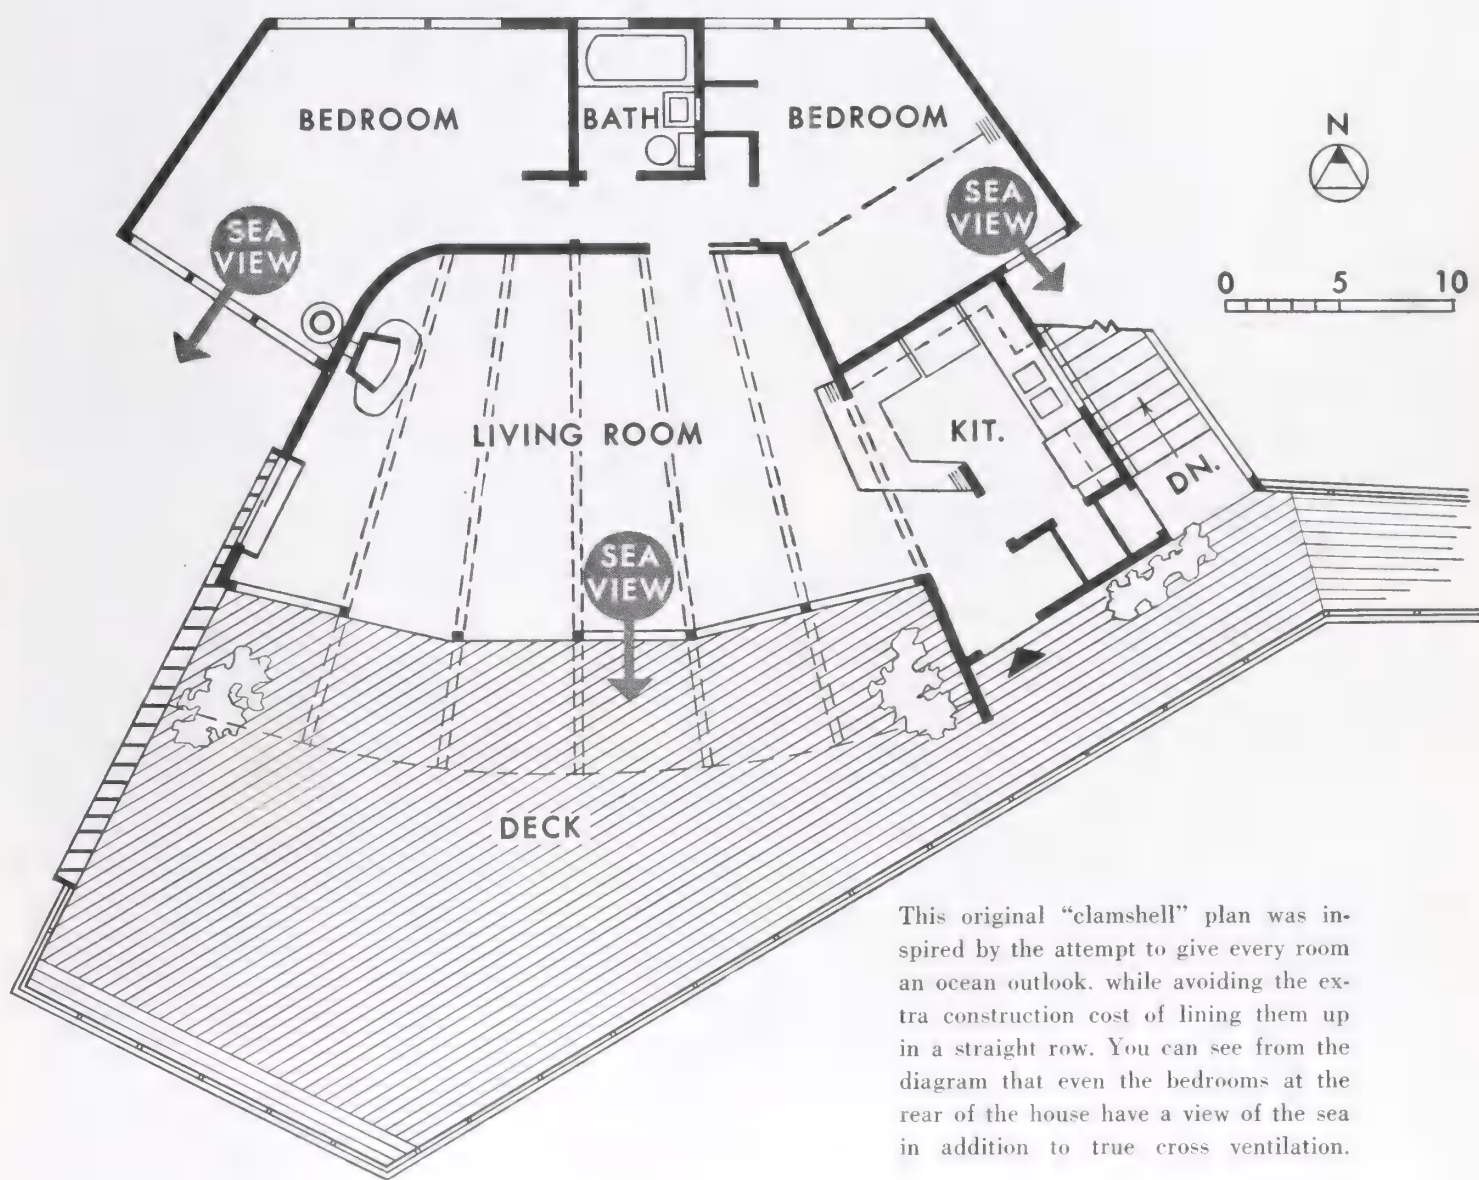 BEDROOM
BATH
BEDROOM
N
SEA
VIEW
SEA
VIEW
0 5 10
LIVING ROOM
KIT.
DN.
SEA
VIEW
DECK
This original “clamshell” plan was in-
spired by the attempt to give every room
an ocean outlook, while avoiding the ex-
tra construction cost of lining them up
in a straight row. You can see from the
diagram that even the bedrooms at the
rear of the house have a view of the sea
in addition to true cross ventilation.